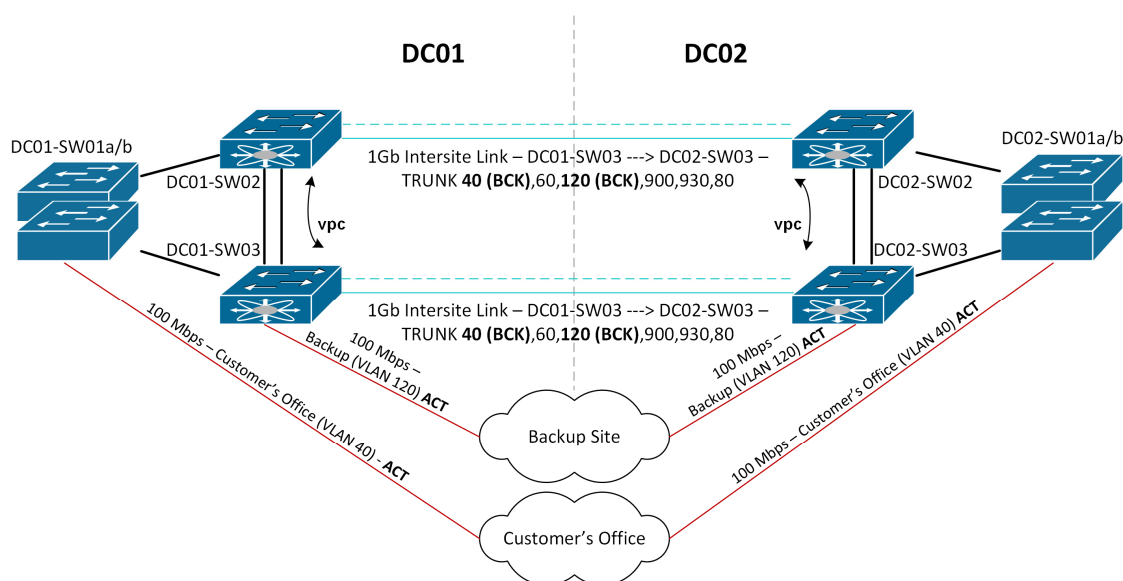 DC01
DC02
DC01-SW01a/b
DC02-SW01a/b
1Gb Intersite Link – DC01-SW03 ---> DC02-SW03 –
TRUNK 40 (BCK),60,120 (BCK),900,930,80
DC01-SW02
DC02-SW02
vpc
vpc
DC01-SW03
DC02-SW03
1Gb Intersite Link – DC01-SW03 ---> DC02-SW03 –
TRUNK 40 (BCK),60,120 (BCK),900,930,80
100 Mbps – Customer's Office (VLAN 40) - ACT
100 Mbps –
Backup (VLAN 120) ACT
100 Mbps –
Backup (VLAN 120) ACT
100 Mbps – Customer's Office (VLAN 40) ACT
Backup Site
Customer's Office